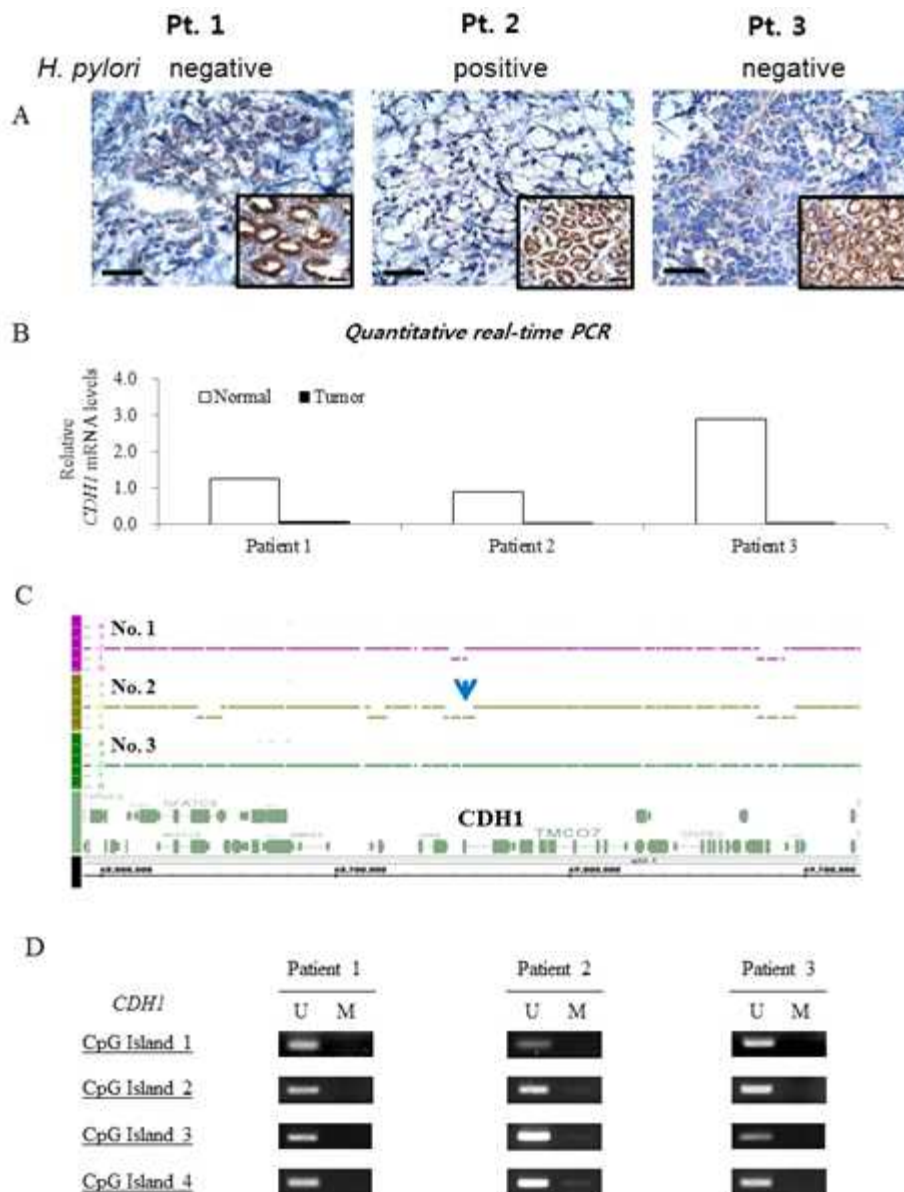 Pt. 1 Pt. 2 Pt. 3
H. pylori negative positive negative
A
B
Quantitative real-time PCR
Relative
CDH1 mRNA levels
4.0
3.0
2.0
1.0
0.0
Normal Tumor
Patient 1 Patient 2 Patient 3
C
No. 1
No. 2
No. 3
CDH1
TMCO7
D
Patient 1 Patient 2 Patient 3
CDH1 U M U M U M
CpG Island 1
CpG Island 2
CpG Island 3
CpG Island 4